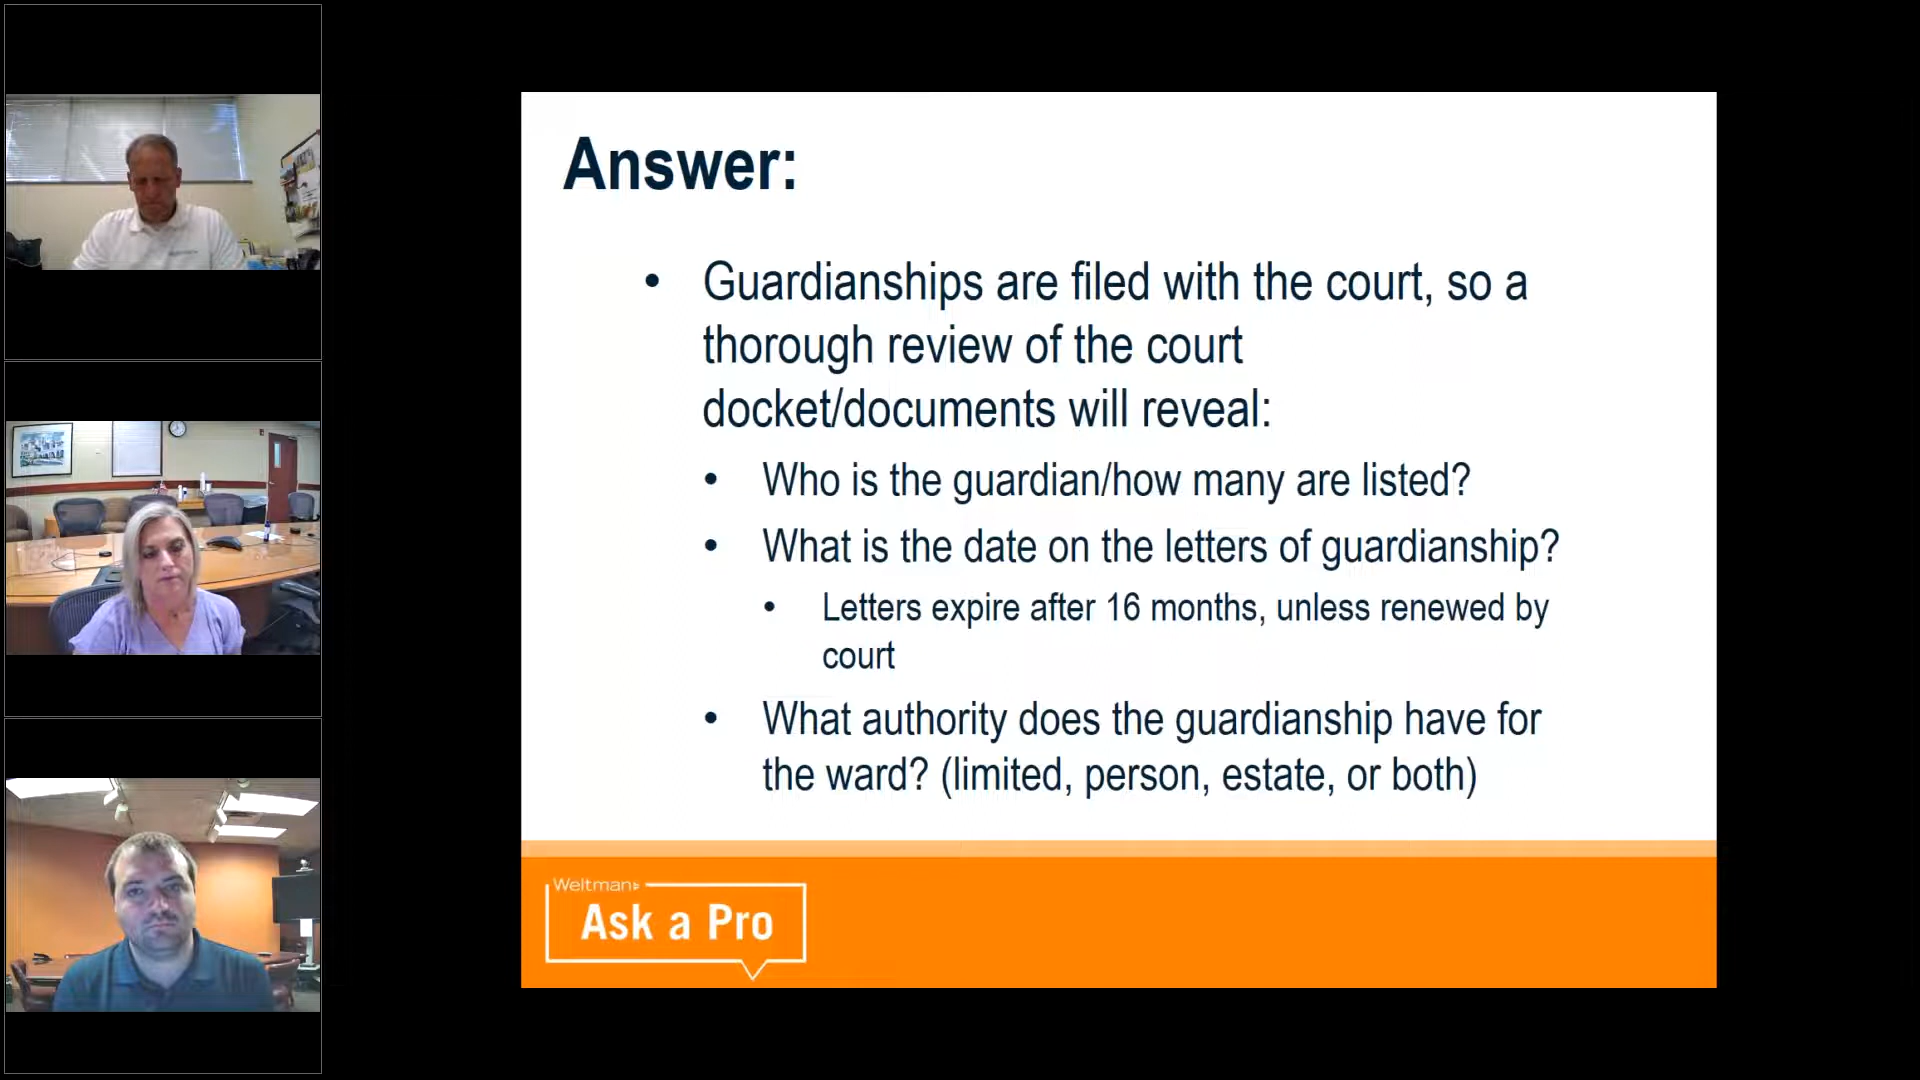 Answer:
• Guardianships are filed with the court, so a
thorough review of the court
docket/documents will reveal:
• Who is the guardian/how many are listed?
• What is the date on the letters of guardianship?
• Letters expire after 16 months, unless renewed by
court
• What authority does the guardianship have for
the ward? (limited, person, estate, or both)
Weltman
Ask a Pro